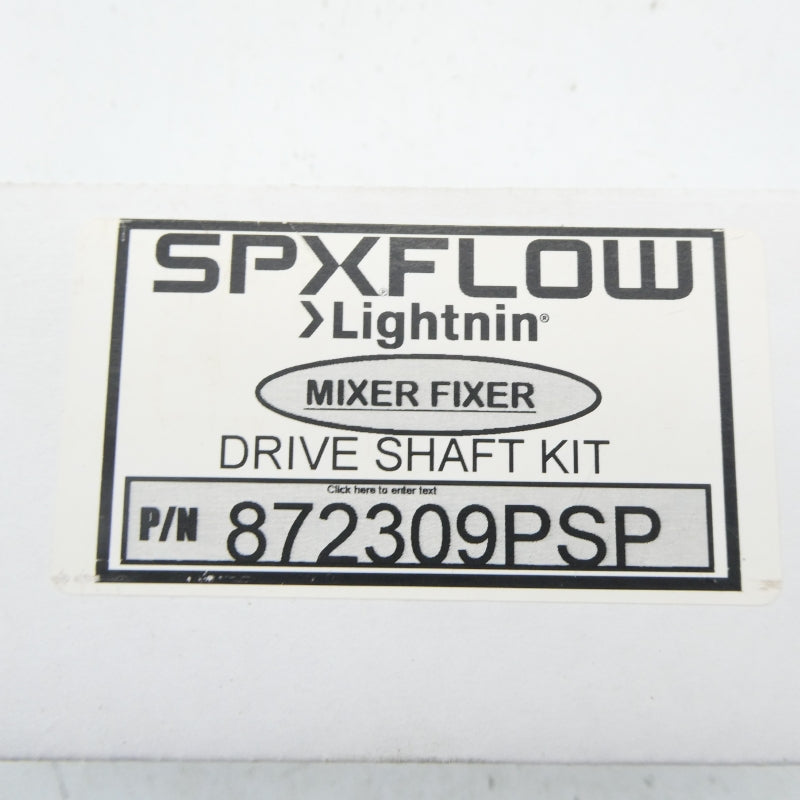 SPXFLOW®
Lightnin®
MIXER FIXER
DRIVE SHAFT KIT
Click here to enter text
P/N 872309PSP